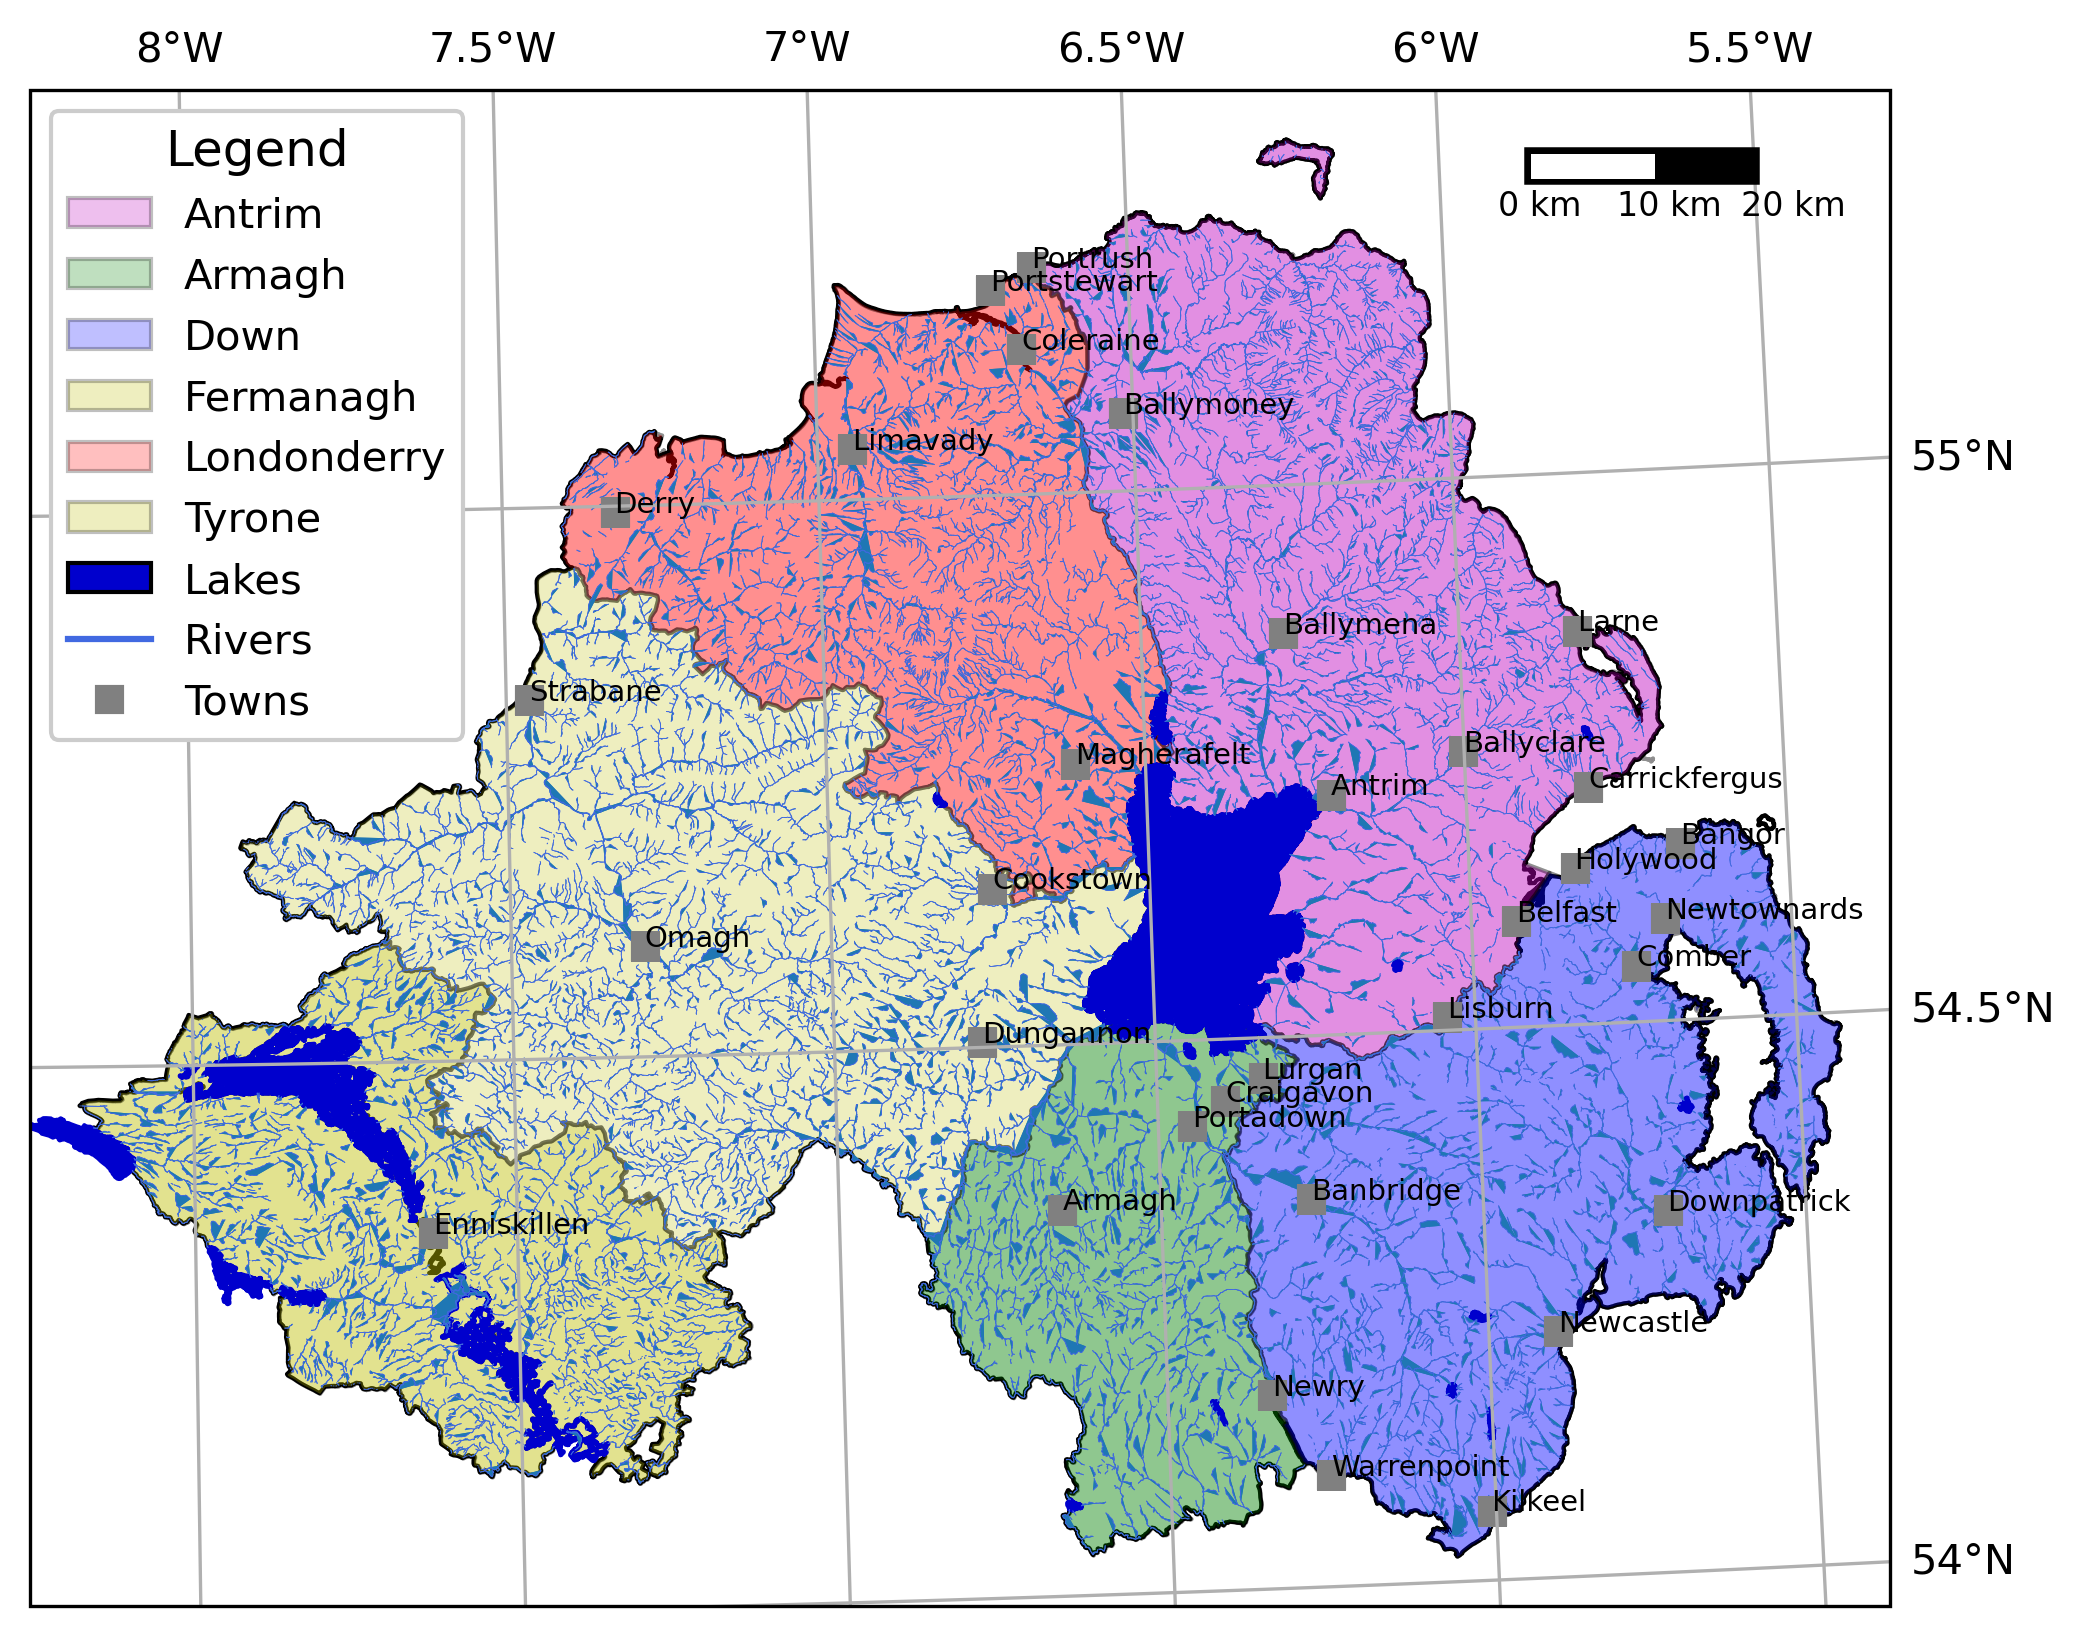 8°W 7.5°W 7°W 6.5°W 6°W 5.5°W
Legend
Antrim
Armagh
Down
Fermanagh
Londonderry
Tyrone
Lakes
Rivers
Towns
0 km 10 km 20 km
Portrush
Portstewart
Coleraine
Ballymoney
Limavady
55°N
Derry
Larne
Ballymena
Strabane
Ballyclare
Magherafelt
Carrickfergus
Antrim
Bangor
Holywood
Cookstown
Newtownards
Belfast
Omagh
Comber
Lisburn
54.5°N
Dungannon
Lurgan
Craigavon
Portadown
Banbridge
Armagh
Downpatrick
Enniskillen
Newcastle
Newry
Warrenpoint
Kilkeel
54°N